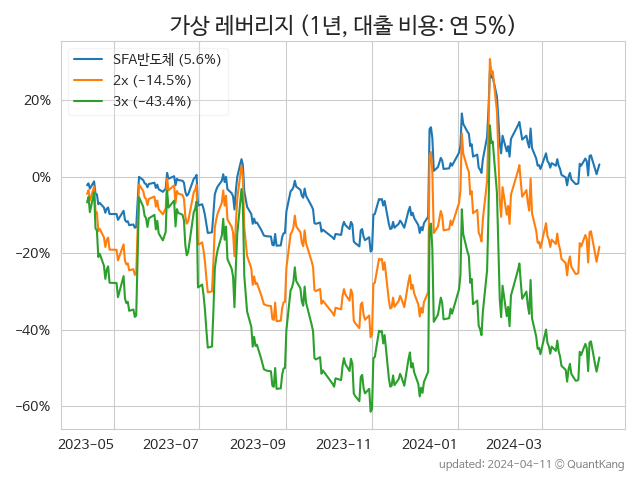 가상 레버리지 (1년, 대출 비용: 연 5%)
SFA반도체 (5.6%)
2x (−14.5%)
3x (−43.4%)
20%
0%
−20%
−40%
−60%
2023-05 2023-07 2023-09 2023-11 2024-01 2024-03
updated: 2024-04-11 © QuantKang